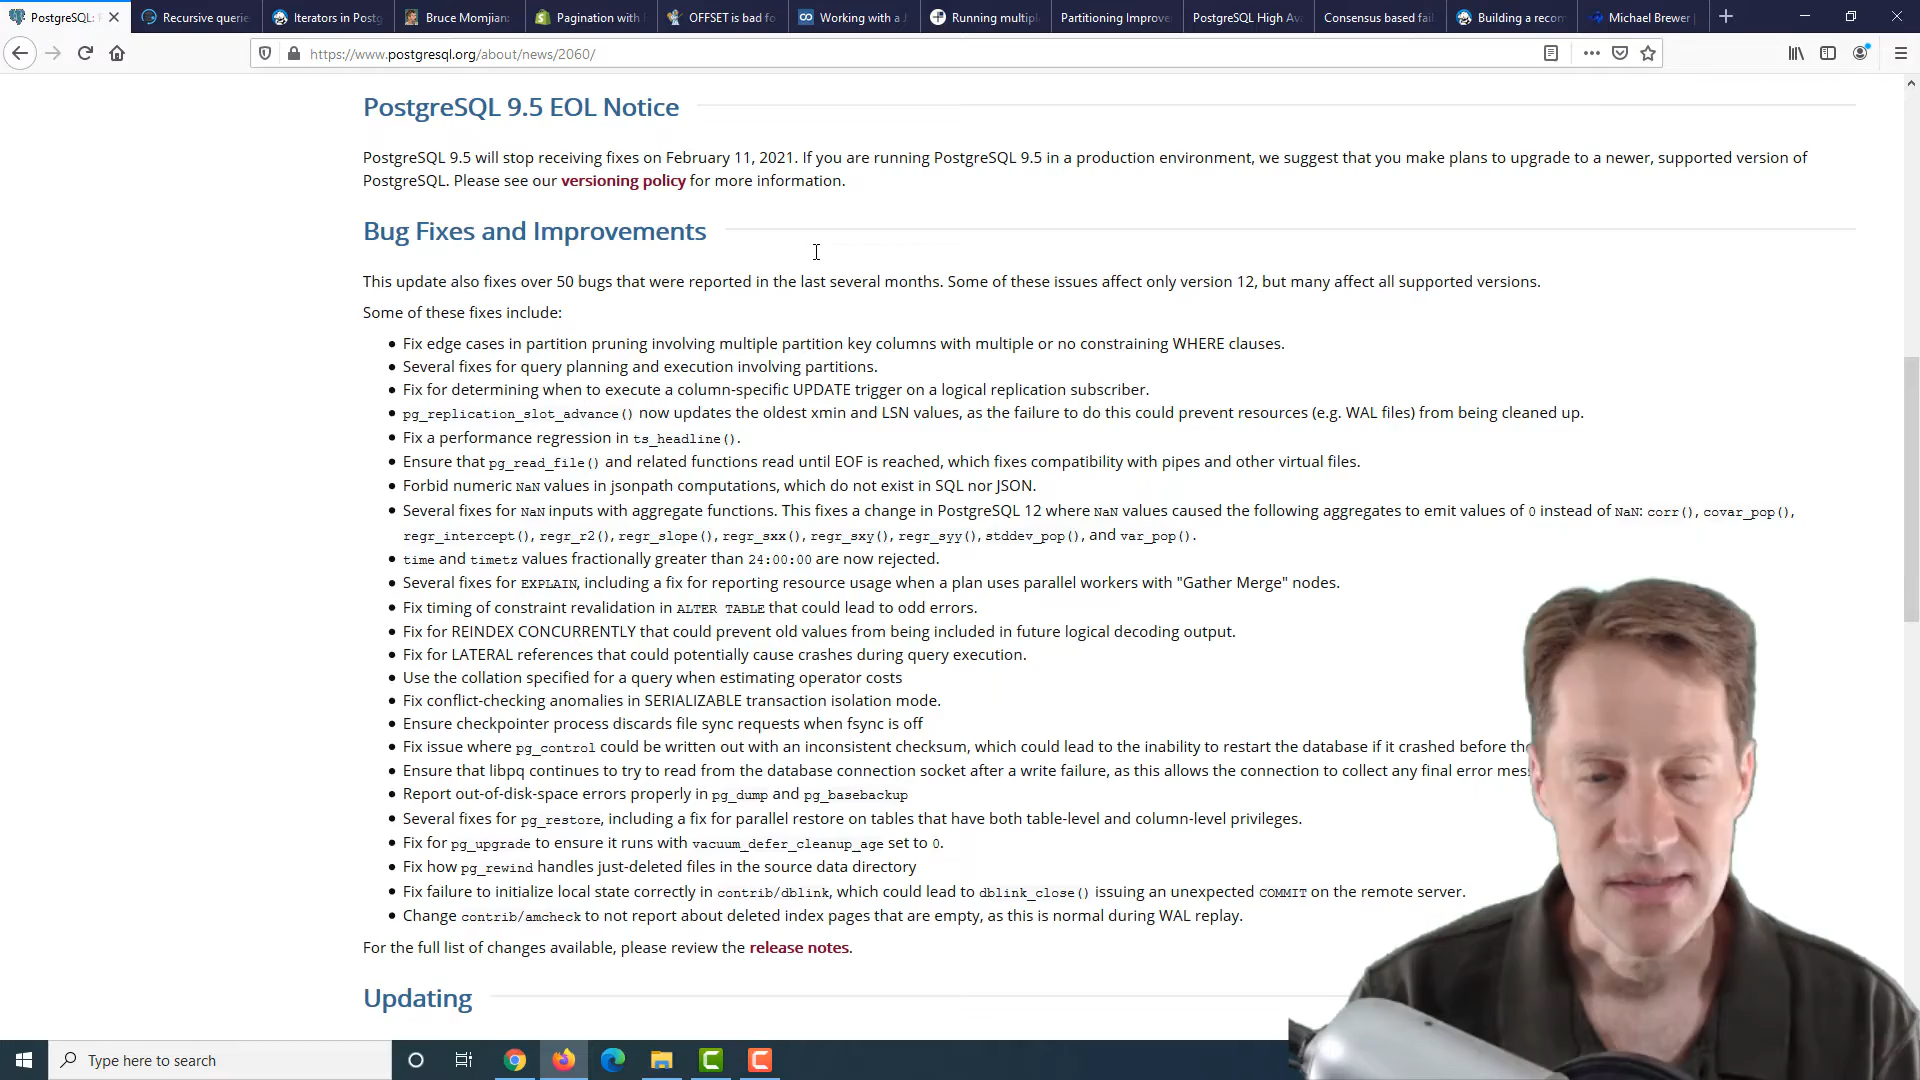 PostgreSQL:
Recursive querie
Iterators in Postg
Bruce Momjian:
Pagination with
OFFSET is bad fo
Working with a J
Running multipl
Partitioning Improve
PostgreSQL High Ava
Consensus based fail
Building a recom
Michael Brewer
https://www.postgresql.org/about/news/2060/
PostgreSQL 9.5 EOL Notice
PostgreSQL 9.5 will stop receiving fixes on February 11, 2021. If you are running PostgreSQL 9.5 in a production environment, we suggest that you make plans to upgrade to a newer, supported version of
PostgreSQL. Please see our versioning policy for more information.
Bug Fixes and Improvements
This update also fixes over 50 bugs that were reported in the last several months. Some of these issues affect only version 12, but many affect all supported versions.
Some of these fixes include:
• Fix edge cases in partition pruning involving multiple partition key columns with multiple or no constraining WHERE clauses.
• Several fixes for query planning and execution involving partitions.
• Fix for determining when to execute a column-specific UPDATE trigger on a logical replication subscriber.
• pg_replication_slot_advance() now updates the oldest xmin and LSN values, as the failure to do this could prevent resources (e.g. WAL files) from being cleaned up.
• Fix a performance regression in ts_headline().
• Ensure that pg_read_file() and related functions read until EOF is reached, which fixes compatibility with pipes and other virtual files.
• Forbid numeric NaN values in jsonpath computations, which do not exist in SQL nor JSON.
• Several fixes for NaN inputs with aggregate functions. This fixes a change in PostgreSQL 12 where NaN values caused the following aggregates to emit values of 0 instead of NaN: corr(), covar_pop(),
regr_intercept(), regr_r2(), regr_slope(), regr_sxx(), regr_sxy(), regr_syy(), stddev_pop(), and var_pop().
• time and timetz values fractionally greater than 24:00:00 are now rejected.
• Several fixes for EXPLAIN, including a fix for reporting resource usage when a plan uses parallel workers with "Gather Merge" nodes.
• Fix timing of constraint revalidation in ALTER TABLE that could lead to odd errors.
• Fix for REINDEX CONCURRENTLY that could prevent old values from being included in future logical decoding output.
• Fix for LATERAL references that could potentially cause crashes during query execution.
• Use the collation specified for a query when estimating operator costs
• Fix conflict-checking anomalies in SERIALIZABLE transaction isolation mode.
• Ensure checkpointer process discards file sync requests when fsync is off
• Fix issue where pg_control could be written out with an inconsistent checksum, which could lead to the inability to restart the database if it crashed before the
• Ensure that libpq continues to try to read from the database connection socket after a write failure, as this allows the connection to collect any final error mes
• Report out-of-disk-space errors properly in pg_dump and pg_basebackup
• Several fixes for pg_restore, including a fix for parallel restore on tables that have both table-level and column-level privileges.
• Fix for pg_upgrade to ensure it runs with vacuum_defer_cleanup_age set to 0.
• Fix how pg_rewind handles just-deleted files in the source data directory
• Fix failure to initialize local state correctly in contrib/dblink, which could lead to dblink_close() issuing an unexpected COMMIT on the remote server.
• Change contrib/amcheck to not report about deleted index pages that are empty, as this is normal during WAL replay.
For the full list of changes available, please review the release notes.
Updating
Type here to search